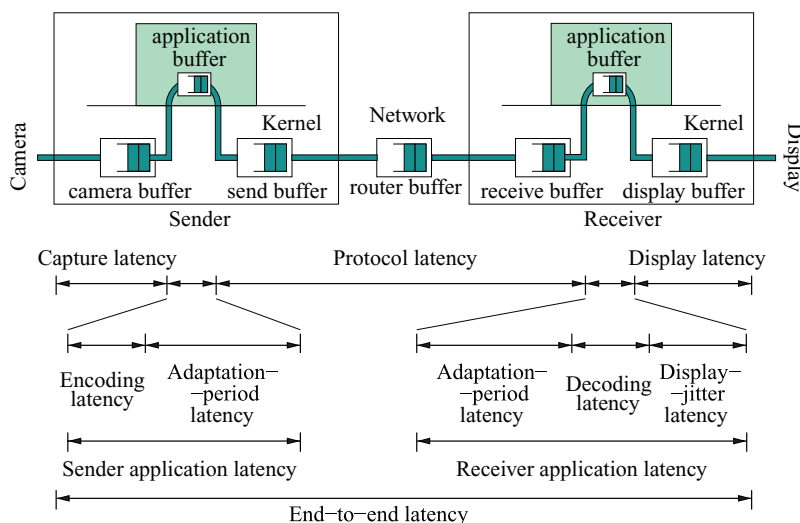 application
buffer
application
buffer
Camera
Kernel
Network
Kernel
Display
camera buffer
send buffer
router buffer
receive buffer
display buffer
Sender
Receiver
Capture latency
Protocol latency
Display latency
Encoding
latency
Adaptation−
−period
latency
Adaptation−
−period
latency
Decoding
latency
Display−
−jitter
latency
Sender application latency
Receiver application latency
End−to−end latency